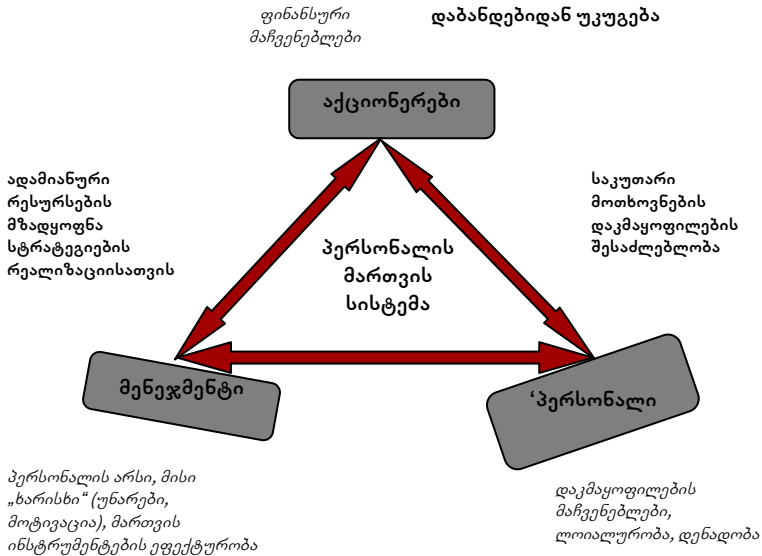 ფინანსური
მაჩვენებლები
დაბანდებიდან უკუგება
აქციონერები
ადამიანური
რესურსების
მზადყოფნა
სტრატეგიების
რეალიზაციისათვის
საკუთარი
მოთხოვნების
დაკმაყოფილების
შესაძლებლობა
პერსონალის
მართვის
სისტემა
მენეჯმენტი
‘პერსონალი
პერსონალის არსი, მისი
„ხარისხი“ (უნარები,
მოტივაცია), მართვის
ინსტრუმენტების ეფექტურობა
დაკმაყოფილების
მაჩვენებლები,
ლოიალურობა, დენადობა